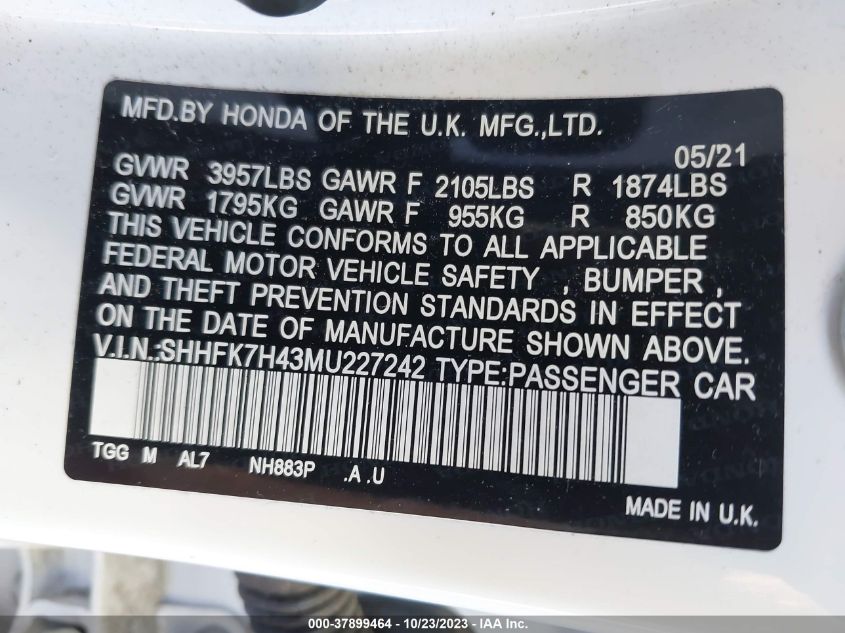 MFD.BY HONDA OF THE U.K. MFG.,LTD.
05/21
GVWR 3957LBS GAWR F 2105LBS R 1874LBS
GVWR 1795KG GAWR F 955KG R 850KG
THIS VEHICLE CONFORMS TO ALL APPLICABLE
FEDERAL MOTOR VEHICLE SAFETY , BUMPER ,
AND THEFT PREVENTION STANDARDS IN EFFECT
ON THE DATE OF MANUFACTURE SHOWN ABOVE.
V.I.N.:SHHFK7H43MU227242 TYPE:PASSENGER CAR
TGG M AL7 NH883P .A .U
MADE IN U.K.
000-37899464 - 10/23/2023 - IAAI.COM